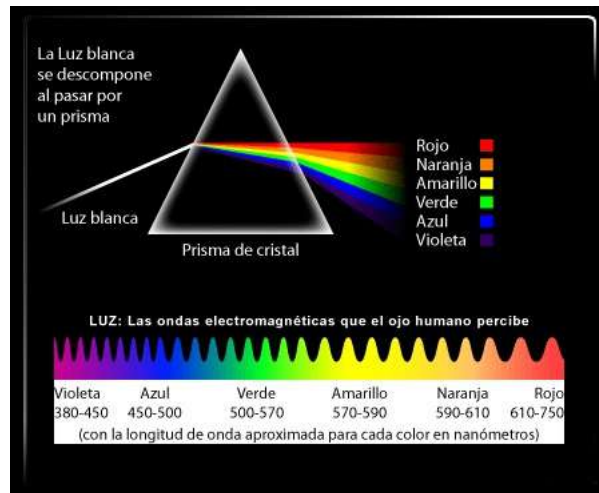 La Luz blanca
se descompone
al pasar por
un prisma
Luz blanca
Prisma de cristal
Rojo
Naranja
Amarillo
Verde
Azul
Violeta
LUZ: Las ondas electromagnéticas que el ojo humano percibe
Violeta Azul Verde Amarillo Naranja Rojo
380-450 450-500 500-570 570-590 590-610 610-750
(con la longitud de onda aproximada para cada color en nanómetros)